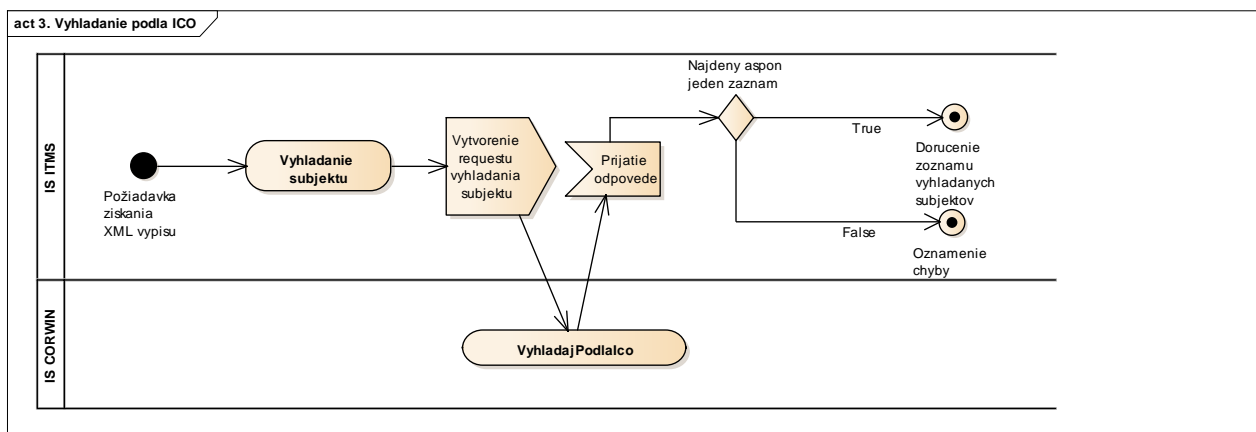 act 3. Vyhladanie podla ICO
IS ITMS
Požiadavka
ziskania
XML vypisu
Vyhladanie
subjektu
Vytvorenie
requestu
vyhladania
subjektu
Prijatie
odpovede
Najdeny aspon
jeden zaznam
True
Dorucenie
zoznamu
vyhladanych
subjektov
False
Oznamenie
chyby
IS CORWIN
VyhladajPodlaIco